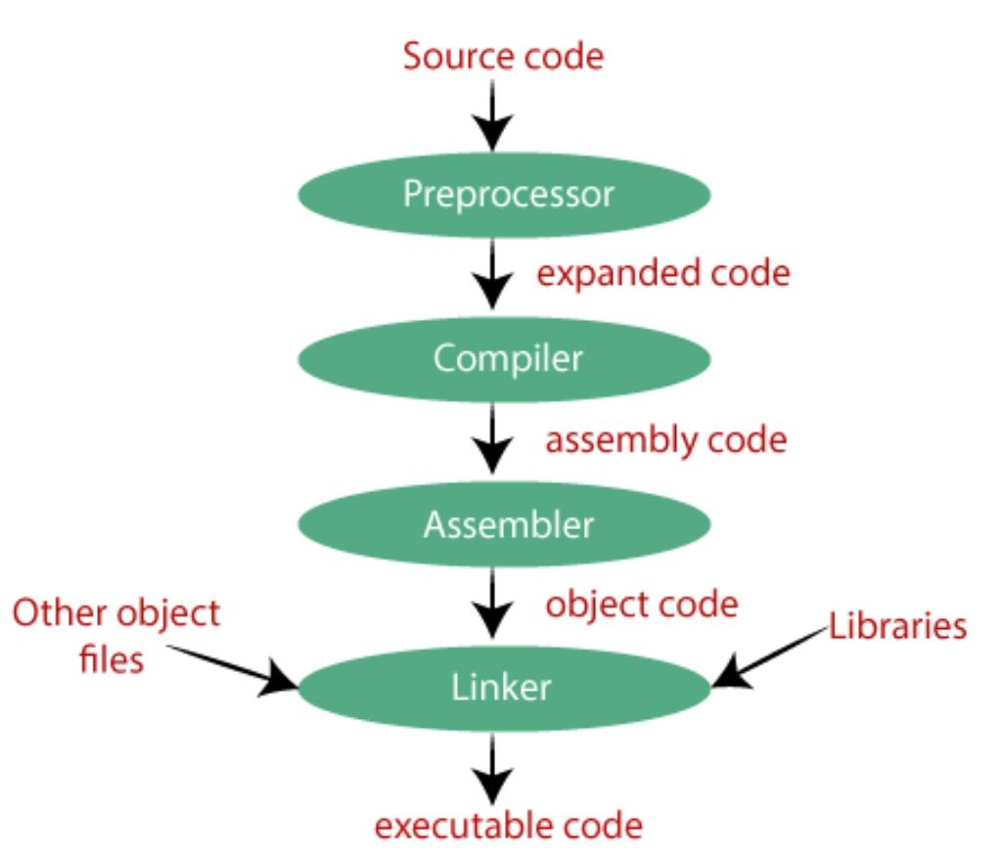 Source code
Preprocessor
expanded code
Compiler
assembly code
Assembler
object code
Other object
files
Libraries
Linker
executable code